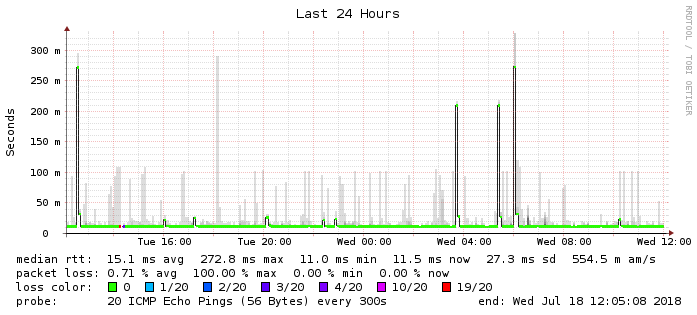 Last 24 Hours
RRDTOOL / TOBI OETIKER
Seconds
300 m
250 m
200 m
150 m
100 m
50 m
0
Tue 16:00 Tue 20:00 Wed 00:00 Wed 04:00 Wed 08:00 Wed 12:00
median rtt: 15.1 ms avg 272.8 ms max 11.0 ms min 11.5 ms now 27.3 ms sd 554.5 m am/s
packet loss: 0.71 % avg 100.00 % max 0.00 % min 0.00 % now
loss color: 0 1/20 2/20 3/20 4/20 10/20 19/20
probe: 20 ICMP Echo Pings (56 Bytes) every 300s end: Wed Jul 18 12:05:08 2018